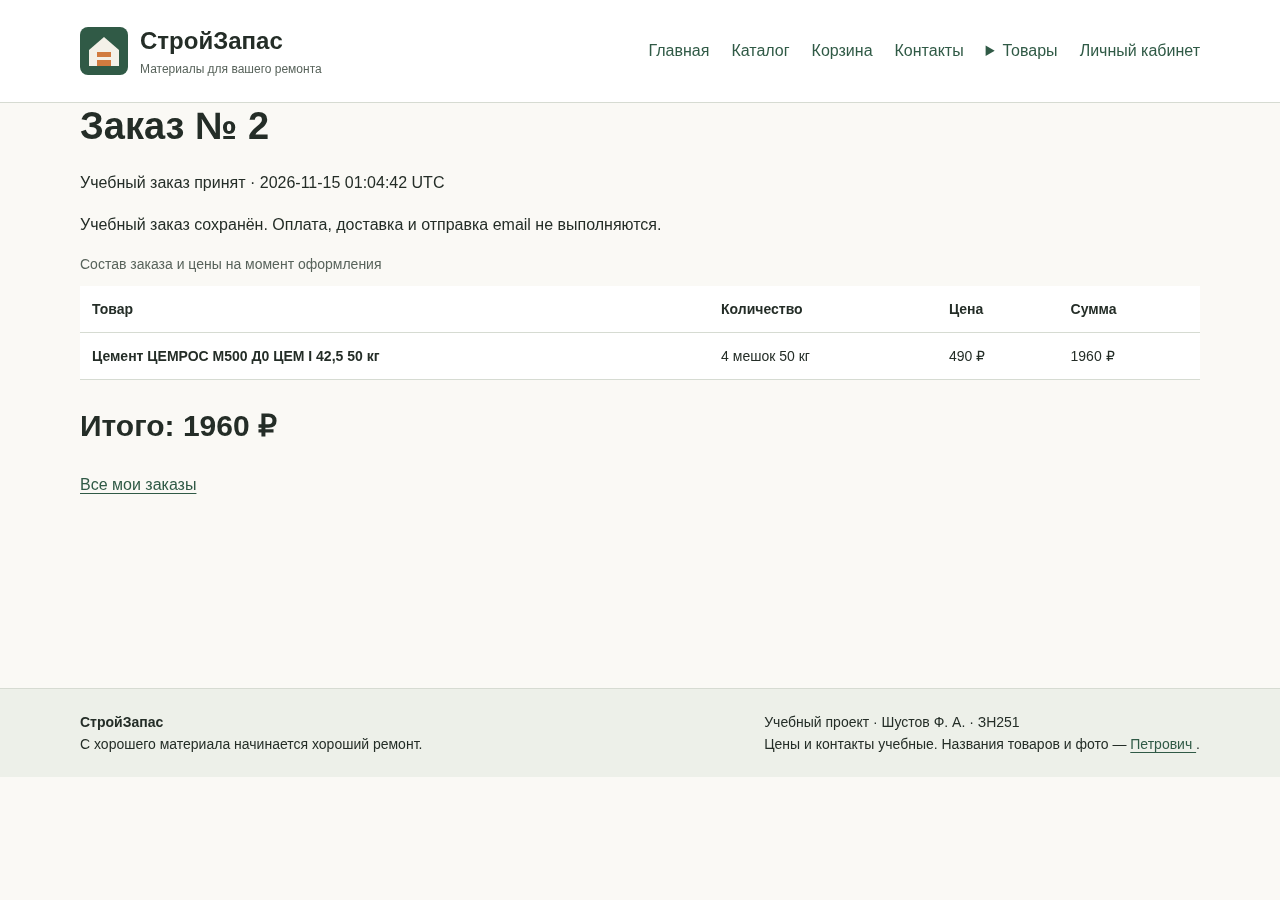 СтройЗапас
Материалы для вашего ремонта
Главная Каталог Корзина Контакты ▶ Товары Личный кабинет
Заказ № 2
Учебный заказ принят · 2026-11-15 01:04:42 UTC
Учебный заказ сохранён. Оплата, доставка и отправка email не выполняются.
Состав заказа и цены на момент оформления
Товар Количество Цена Сумма
Цемент ЦЕМРОС М500 Д0 ЦЕМ I 42,5 50 кг 4 мешок 50 кг 490 ₽ 1960 ₽
Итого: 1960 ₽
Все мои заказы
СтройЗапас
С хорошего материала начинается хороший ремонт.
Учебный проект · Шустов Ф. А. · ЗН251
Цены и контакты учебные. Названия товаров и фото — Петрович .